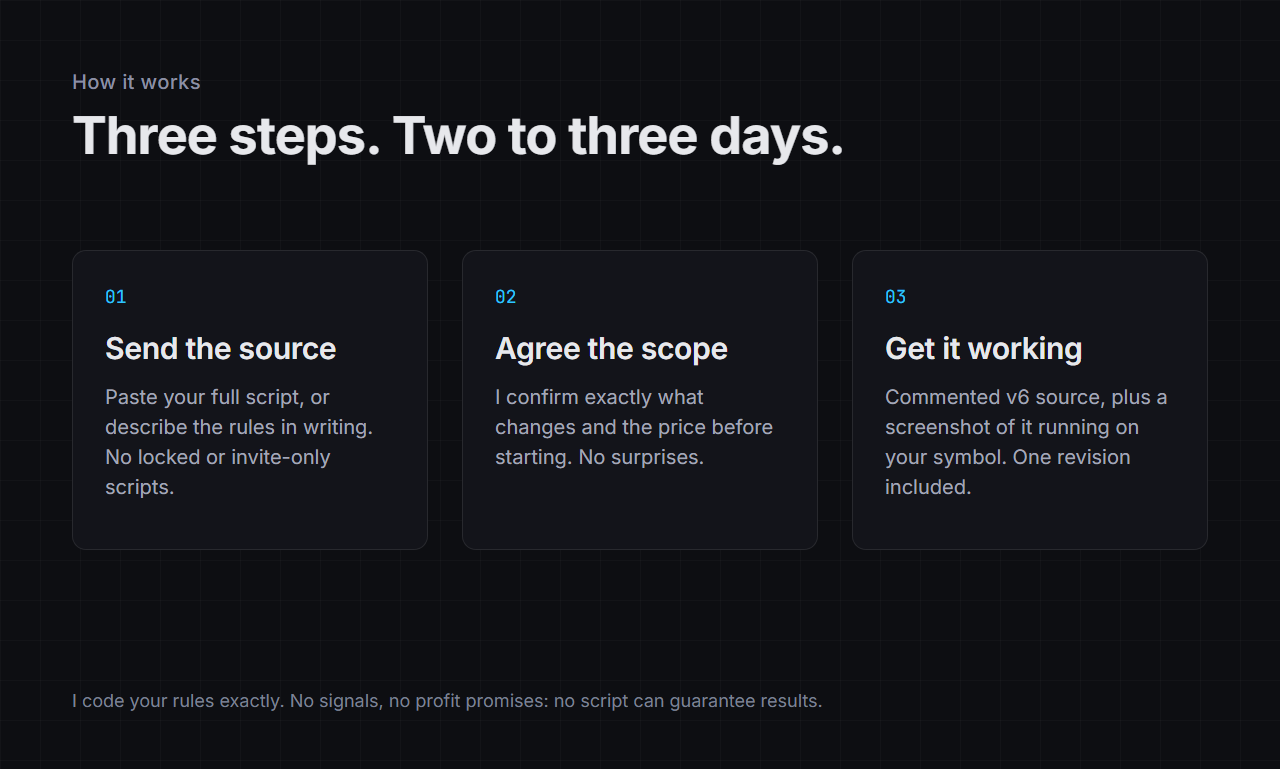 How it works
Three steps. Two to three days.
01
Send the source
Paste your full script, or
describe the rules in writing.
No locked or invite-only
scripts.
02
Agree the scope
I confirm exactly what
changes and the price before
starting. No surprises.
03
Get it working
Commented v6 source, plus a
screenshot of it running on
your symbol. One revision
included.
I code your rules exactly. No signals, no profit promises: no script can guarantee results.